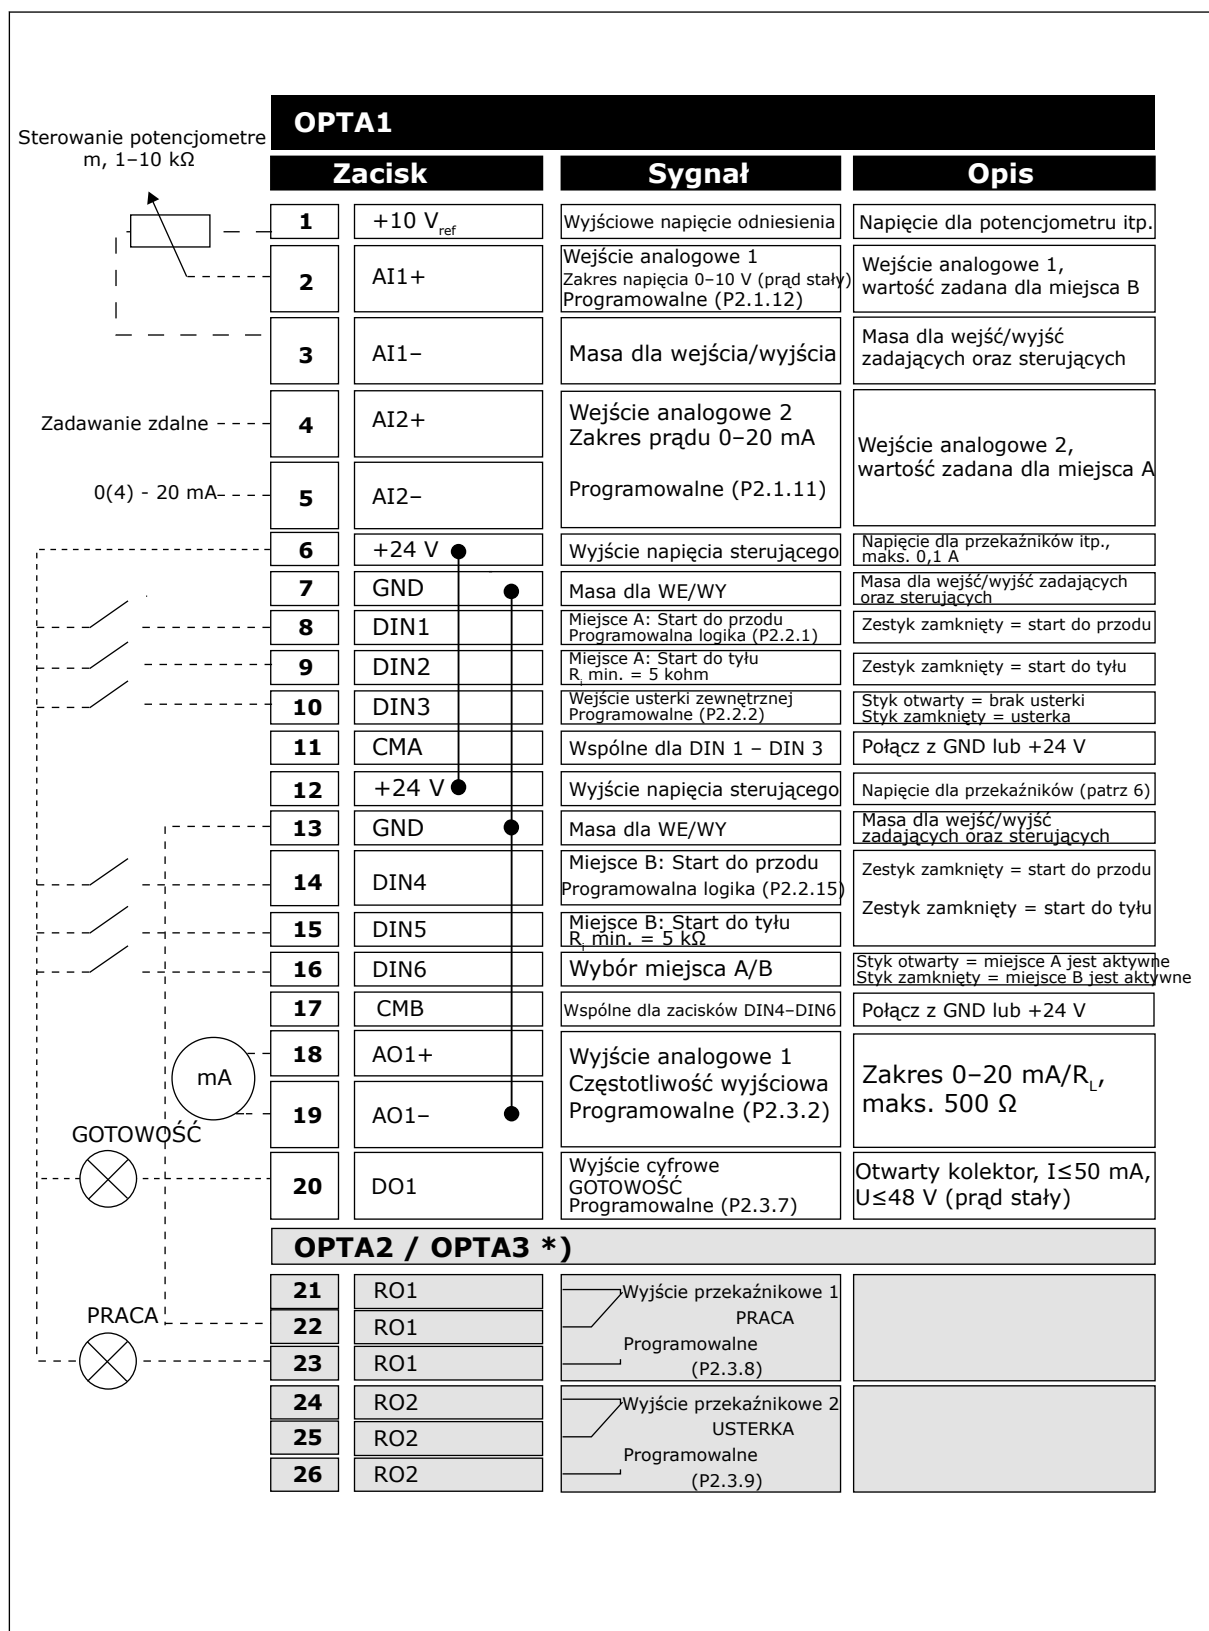 OPTA1
Sterowanie potencjometre
m, 1–10 kΩ
Zacisk Sygnał Opis
1 +10 Vref Wyjściowe napięcie odniesienia Napięcie dla potencjometru itp.
2 AI1+ Wejście analogowe 1
Zakres napięcia 0–10 V (prąd stały)
Programowalne (P2.1.12)
Wejście analogowe 1,
wartość zadana dla miejsca B
3 AI1– Masa dla wejścia/wyjścia
Masa dla wejść/wyjść
zadających oraz sterujących
Zadawanie zdalne
4 AI2+ Wejście analogowe 2
Zakres prądu 0–20 mA
0(4) - 20 mA
5 AI2– Programowalne (P2.1.11)
Wejście analogowe 2,
wartość zadana dla miejsca A
6 +24 V Wyjście napięcia sterującego
Napięcie dla przekaźników itp.,
maks. 0,1 A
7 GND Masa dla WE/WY
Masa dla wejść/wyjść zadających
oraz sterujących
8 DIN1 Miejsce A: Start do przodu
Programowalna logika (P2.2.1)
Zestyk zamknięty = start do przodu
9 DIN2 Miejsce A: Start do tyłu
Ri min. = 5 kohm
Zestyk zamknięty = start do tyłu
10 DIN3 Wejście usterki zewnętrznej
Programowalne (P2.2.2)
Styk otwarty = brak usterki
Styk zamknięty = usterka
11 CMA Wspólne dla DIN 1 – DIN 3 Połącz z GND lub +24 V
12 +24 V Wyjście napięcia sterującego Napięcie dla przekaźników (patrz 6)
13 GND Masa dla WE/WY
Masa dla wejść/wyjść
zadających oraz sterujących
14 DIN4 Miejsce B: Start do przodu
Programowalna logika (P2.2.15)
Zestyk zamknięty = start do przodu
15 DIN5 Miejsce B: Start do tyłu
Ri min. = 5 kΩ
Zestyk zamknięty = start do tyłu
16 DIN6 Wybór miejsca A/B
Styk otwarty = miejsce A jest aktywne
Styk zamknięty = miejsce B jest aktywne
17 CMB Wspólne dla zacisków DIN4–DIN6 Połącz z GND lub +24 V
mA
18 AO1+ Wyjście analogowe 1
Częstotliwość wyjściowa
19 AO1– Programowalne (P2.3.2)
Zakres 0–20 mA/RL,
maks. 500 Ω
GOTOWOŚĆ
20 DO1 Wyjście cyfrowe
GOTOWOŚĆ
Programowalne (P2.3.7)
Otwarty kolektor, I≤50 mA,
U≤48 V (prąd stały)
OPTA2 / OPTA3 *)
PRACA
21 RO1 Wyjście przekaźnikowe 1
22 RO1 PRACA
Programowalne
23 RO1 (P2.3.8)
24 RO2 Wyjście przekaźnikowe 2
25 RO2 USTERKA
Programowalne
26 RO2 (P2.3.9)